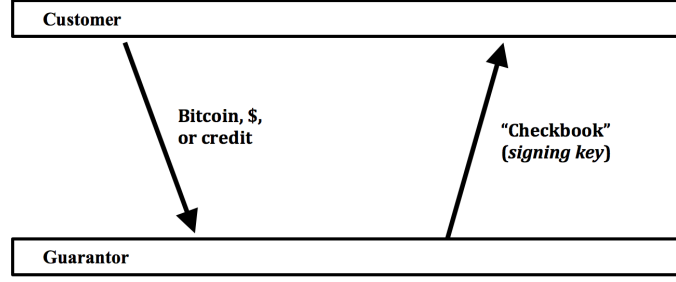 Customer
Bitcoin, $,
or credit
“Checkbook”
(signing key)
Guarantor